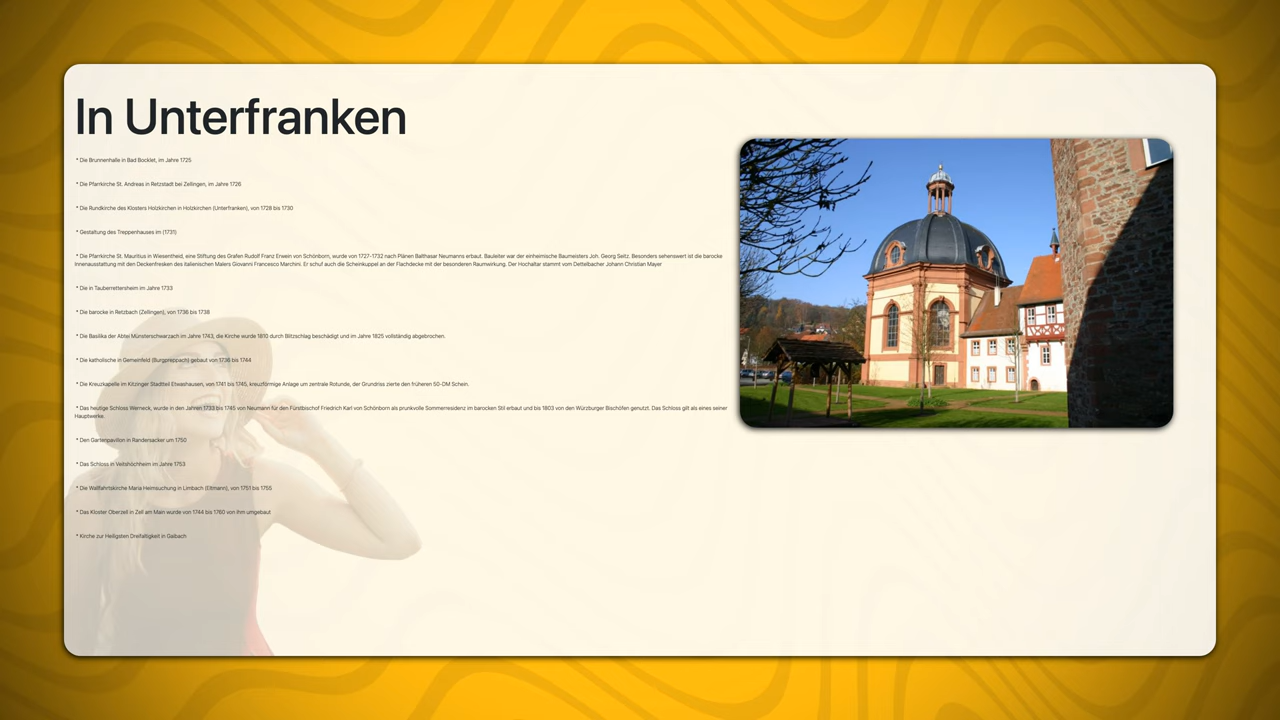 In Unterfranken
* Die Brunnenhalle in Bad Bocklet, im Jahre 1725
* Die Pfarrkirche St. Andreas in Retzstadt bei Zellingen, im Jahre 1726
* Die Rundkirche des Klosters Holzkirchen in Holzkirchen (Unterfranken), von 1728 bis 1730
* Gestaltung des Treppenhauses im (1731)
* Die Pfarrkirche St. Mauritius in Wiesentheid, eine Stiftung des Grafen Rudolf Franz Erwein von Schönborn, wurde von 1727-1732 nach Plänen Balthasar Neumanns erbaut. Bauleiter war der einheimische Baumeisters Joh. Georg Seitz. Besonders sehenswert ist die barocke
Innenausstattung mit den Deckenfresken des italienischen Malers Giovanni Francesco Marchini. Er schuf auch die Scheinkuppel an der Flachdecke mit der besonderen Raumwirkung. Der Hochaltar stammt vom Dettelbacher Johann Christian Mayer
* Die in Tauberrettersheim im Jahre 1733
* Die barocke in Retzbach (Zellingen), von 1736 bis 1738
* Die Basilika der Abtei Münsterschwarzach im Jahre 1743, die Kirche wurde 1810 durch Blitzschlag beschädigt und im Jahre 1825 vollständig abgebrochen.
* Die katholische in Gemeinfeld (Burgpreppach) gebaut von 1736 bis 1744
* Die Kreuzkapelle im Kitzinger Stadtteil Etwashausen, von 1741 bis 1745, kreuzförmige Anlage um zentrale Rotunde, der Grundriss zierte den früheren 50-DM Schein.
* Das heutige Schloss Werneck, wurde in den Jahren 1733 bis 1745 von Neumann für den Fürstbischof Friedrich Karl von Schönborn als prunkvolle Sommerresidenz im barocken Stil erbaut und bis 1803 von den Würzburger Bischöfen genutzt. Das Schloss gilt als eines seiner
Hauptwerke.
* Den Gartenpavillon in Randersacker um 1750
* Das Schloss in Veitshöchheim im Jahre 1753
* Die Wallfahrtskirche Maria Heimsuchung in Limbach (Eltmann), von 1751 bis 1755
* Das Kloster Oberzell in Zell am Main wurde von 1744 bis 1760 von ihm umgebaut
* Kirche zur Heiligsten Dreifaltigkeit in Gaibach